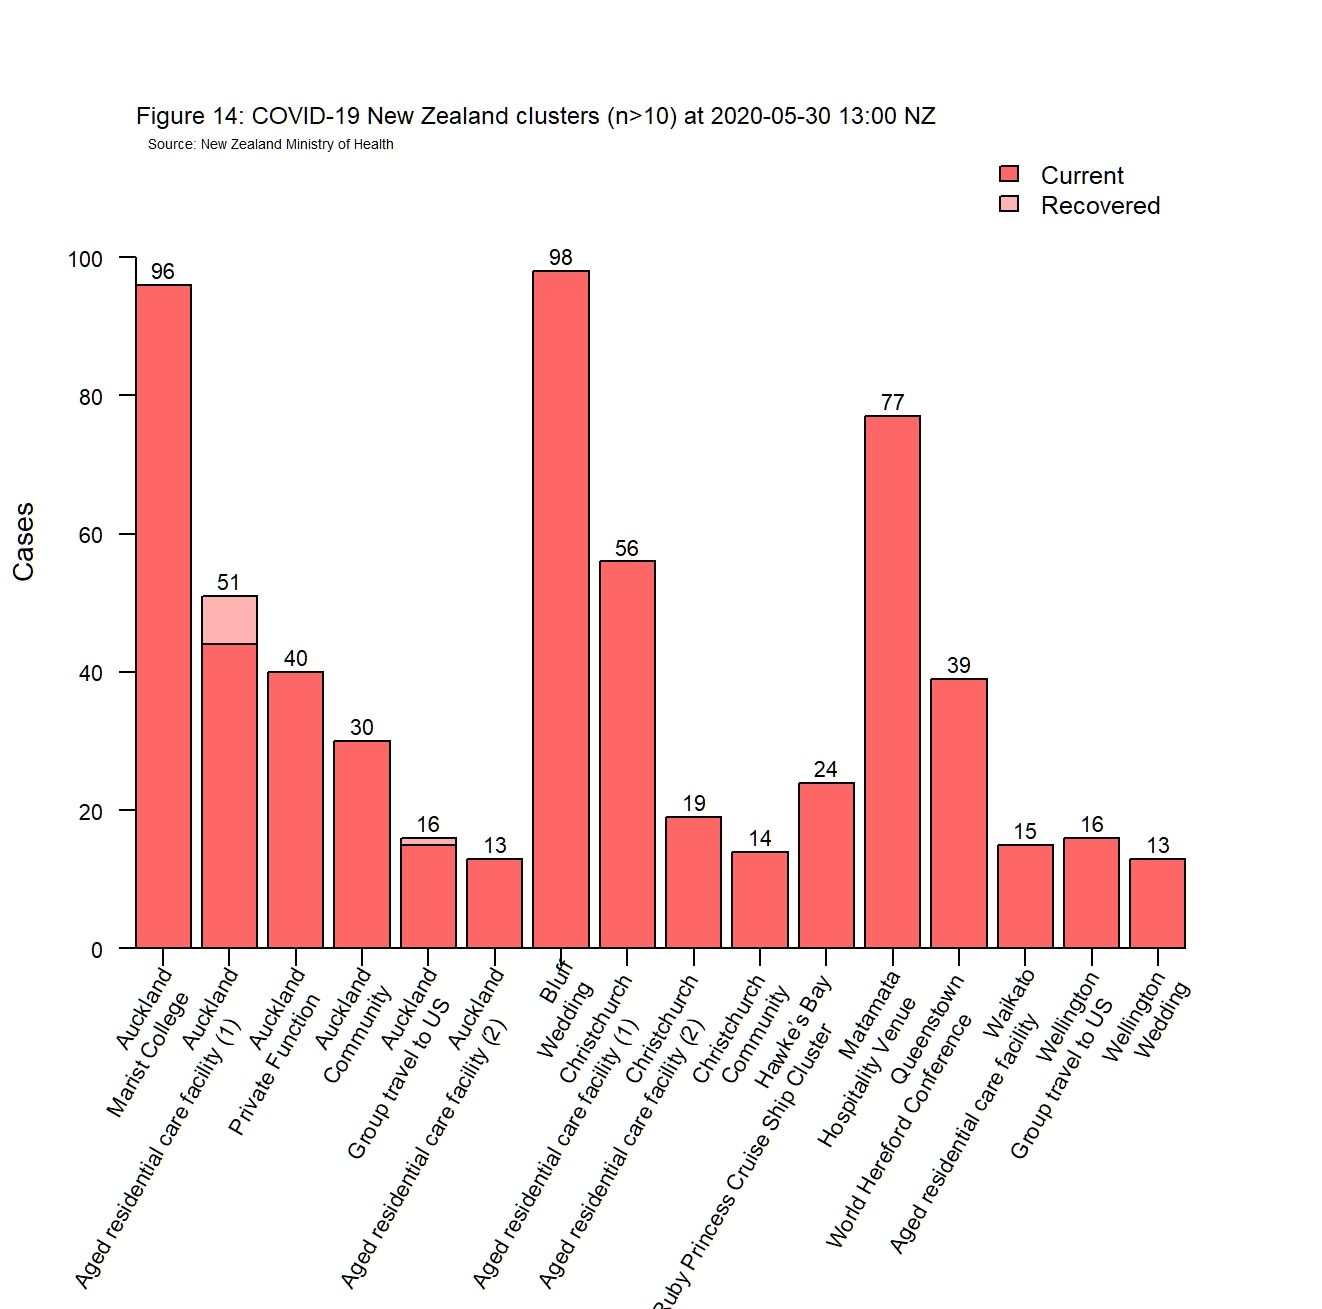 Figure 14: COVID-19 New Zealand clusters (n>10) at 2020-05-30 13:00 NZ
Source: New Zealand Ministry of Health
Current
Recovered
Cases
100
80
60
40
20
0
96
51
40
30
16
13
98
56
19
14
24
77
39
15
16
13
Auckland
Marist College
Auckland
Aged residential care facility (1)
Auckland
Private Function
Auckland
Community
Auckland
Group travel to US
Auckland
Aged residential care facility (2)
Bluff
Wedding
Christchurch
Aged residential care facility (1)
Christchurch
Aged residential care facility (2)
Christchurch
Community
Hawke's Bay
Ruby Princess Cruise Ship Cluster
Matamata
Hospitality Venue
Queenstown
World Hereford Conference
Waikato
Aged residential care facility
Wellington
Group travel to US
Wellington
Wedding